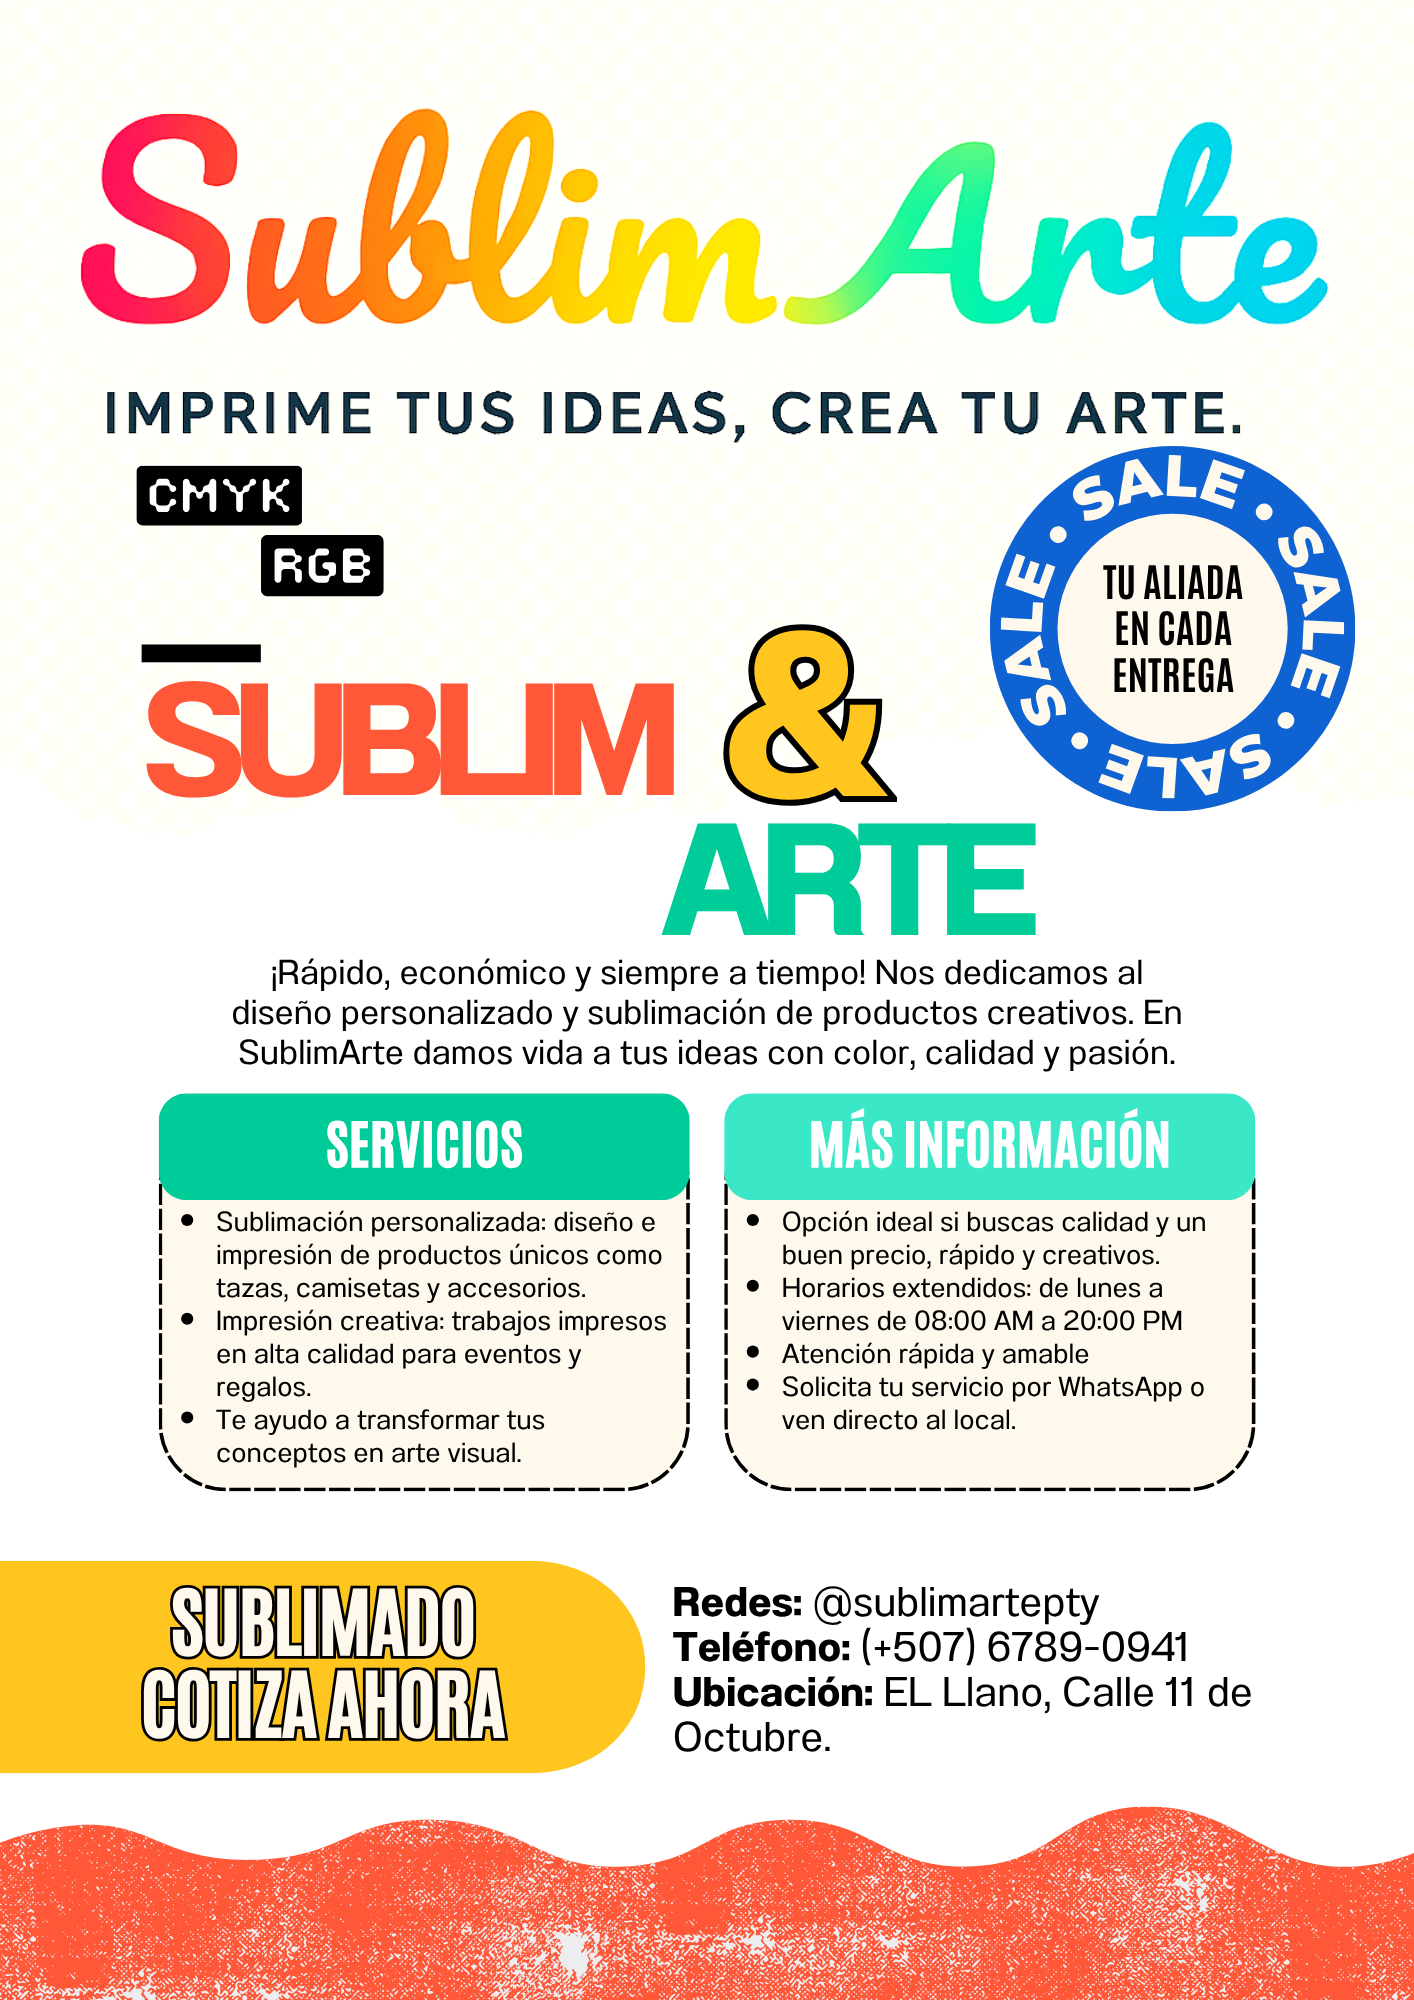 Sublim Arte
IMPRIME TUS IDEAS, CREA TU ARTE.
CMYK
RGB
SALE • SALE • SALE • SALE •
TU ALIADA
EN CADA
ENTREGA
SUBLIM &
ARTE
¡Rápido, económico y siempre a tiempo! Nos dedicamos al
diseño personalizado y sublimación de productos creativos. En
SublimArte damos vida a tus ideas con color, calidad y pasión.
SERVICIOS
• Sublimación personalizada: diseño e
impresión de productos únicos como
tazas, camisetas y accesorios.
• Impresión creativa: trabajos impresos
en alta calidad para eventos y
regalos.
• Te ayudo a transformar tus
conceptos en arte visual.
MÁS INFORMACIÓN
• Opción ideal si buscas calidad y un
buen precio, rápido y creativos.
• Horarios extendidos: de lunes a
viernes de 08:00 AM a 20:00 PM
• Atención rápida y amable
• Solicita tu servicio por WhatsApp o
ven directo al local.
SUBLIMADO
COTIZA AHORA
Redes: @sublimartepty
Teléfono: (+507) 6789-0941
Ubicación: EL Llano, Calle 11 de
Octubre.